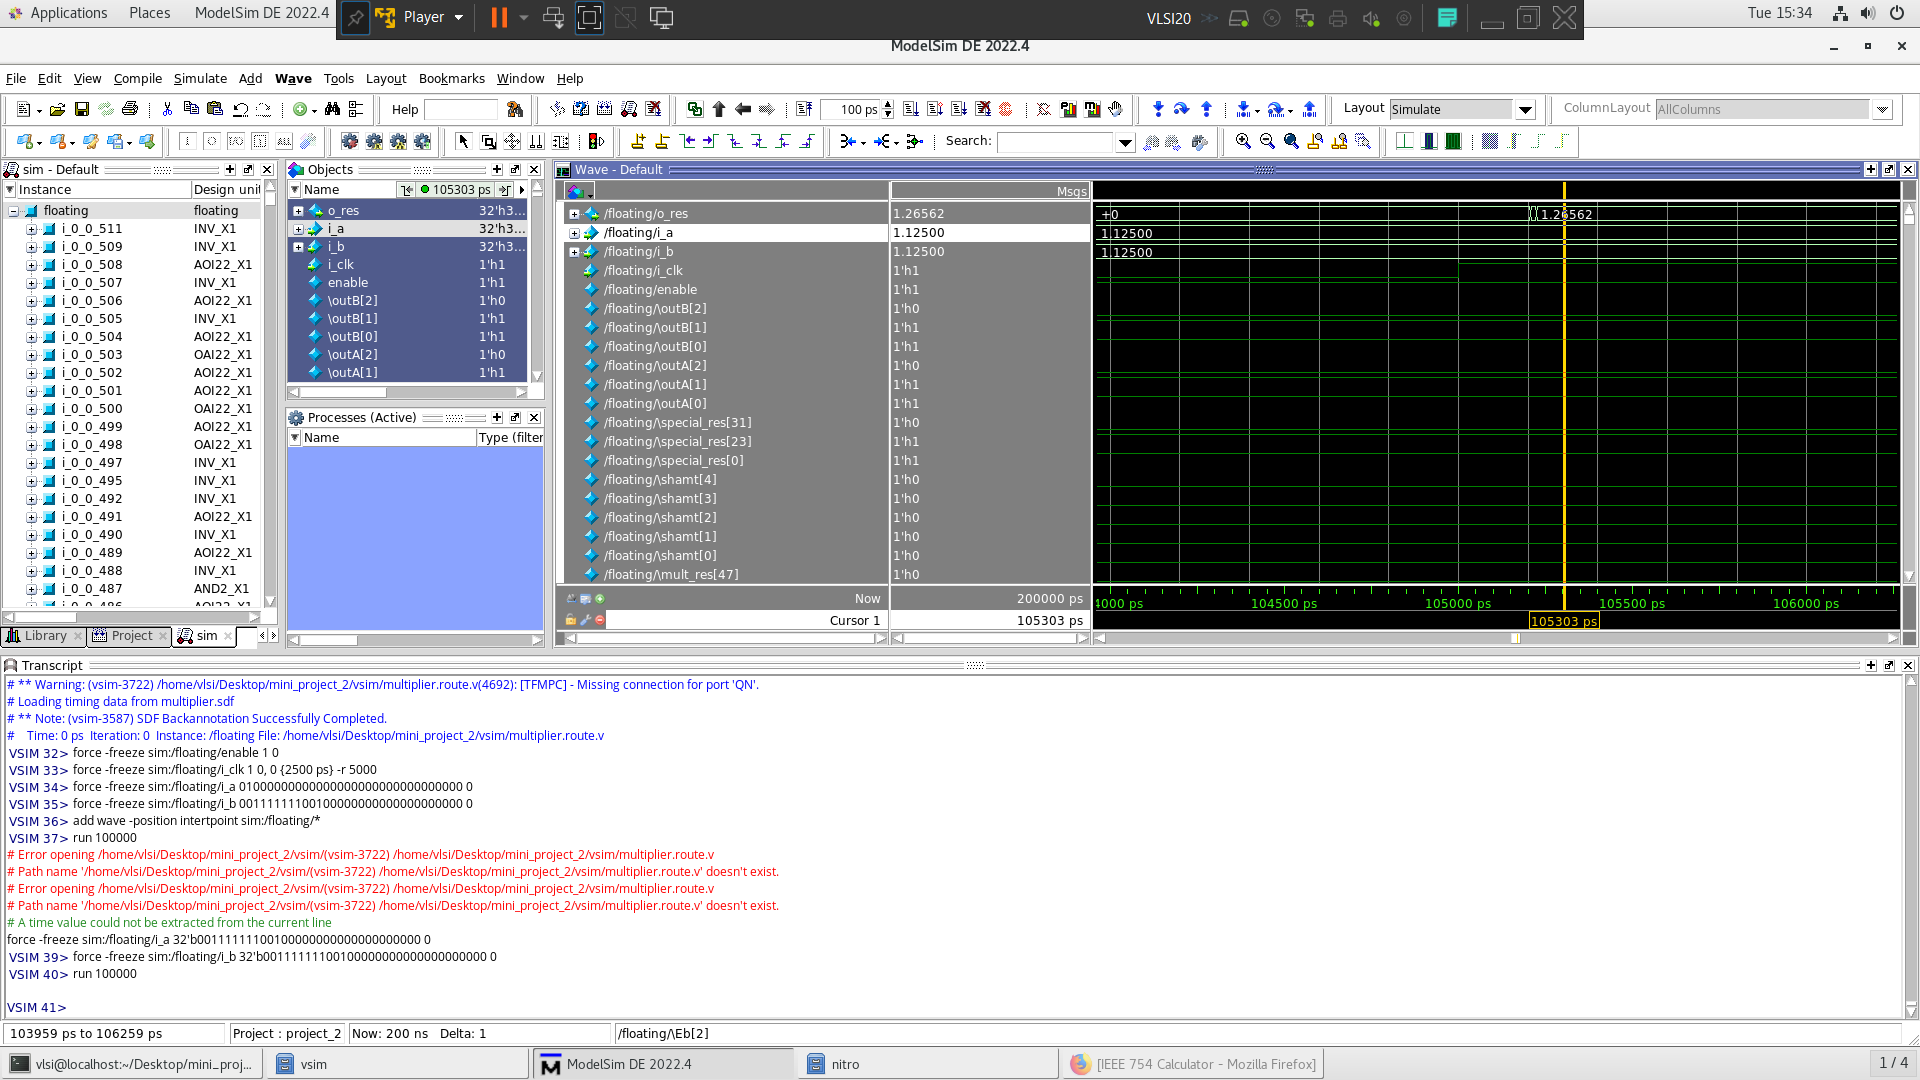 Applications Places ModelSim DE 2022.4
Player
VLSI20
Tue 15:34
ModelSim DE 2022.4
File Edit View Compile Simulate Add Wave Tools Layout Bookmarks Window Help
Help
100 ps
Layout Simulate
ColumnLayout AllColumns
Search:
sim - Default
Instance Design unit
floating floating
i_0_0_511 INV_X1
i_0_0_509 INV_X1
i_0_0_508 AOI22_X1
i_0_0_507 INV_X1
i_0_0_506 AOI22_X1
i_0_0_505 INV_X1
i_0_0_504 AOI22_X1
i_0_0_503 OAI22_X1
i_0_0_502 AOI22_X1
i_0_0_501 AOI22_X1
i_0_0_500 OAI22_X1
i_0_0_499 AOI22_X1
i_0_0_498 OAI22_X1
i_0_0_497 INV_X1
i_0_0_495 INV_X1
i_0_0_492 INV_X1
i_0_0_491 AOI22_X1
i_0_0_490 INV_X1
i_0_0_489 AOI22_X1
i_0_0_488 INV_X1
i_0_0_487 AND2_X1
i_0_0_486 AOI22_X1
Library Project sim
Objects
Name 105303 ps
o_res 32'h3...
i_a 32'h3...
i_b 32'h3...
i_clk 1'h1
enable 1'h1
\outB[2] 1'h0
\outB[1] 1'h1
\outB[0] 1'h1
\outA[2] 1'h0
\outA[1] 1'h1
Processes (Active)
Name Type (filter
Wave - Default
Msgs
/floating/o_res 1.26562 +0 1.26562
/floating/i_a 1.12500 1.12500
/floating/i_b 1.12500 1.12500
/floating/i_clk 1'h1
/floating/enable 1'h1
/floating/\outB[2] 1'h0
/floating/\outB[1] 1'h1
/floating/\outB[0] 1'h1
/floating/\outA[2] 1'h0
/floating/\outA[1] 1'h1
/floating/\outA[0] 1'h1
/floating/\special_res[31] 1'h0
/floating/\special_res[23] 1'h1
/floating/\special_res[0] 1'h1
/floating/\shamt[4] 1'h0
/floating/\shamt[3] 1'h0
/floating/\shamt[2] 1'h0
/floating/\shamt[1] 1'h0
/floating/\shamt[0] 1'h0
/floating/\mult_res[47] 1'h0
Now 200000 ps 4000 ps 104500 ps 105000 ps 105500 ps 106000 ps
Cursor 1 105303 ps 105303 ps
Transcript
# ** Warning: (vsim-3722) /home/vlsi/Desktop/mini_project_2/vsim/multiplier.route.v(4692): [TFMPC] - Missing connection for port 'QN'.
# Loading timing data from multiplier.sdf
# ** Note: (vsim-3587) SDF Backannotation Successfully Completed.
# Time: 0 ps Iteration: 0 Instance: /floating File: /home/vlsi/Desktop/mini_project_2/vsim/multiplier.route.v
VSIM 32> force -freeze sim:/floating/enable 1 0
VSIM 33> force -freeze sim:/floating/i_clk 1 0, 0 {2500 ps} -r 5000
VSIM 34> force -freeze sim:/floating/i_a 01000000000000000000000000000000 0
VSIM 35> force -freeze sim:/floating/i_b 00111111100100000000000000000000 0
VSIM 36> add wave -position intertpoint sim:/floating/*
VSIM 37> run 100000
# Error opening /home/vlsi/Desktop/mini_project_2/vsim/(vsim-3722) /home/vlsi/Desktop/mini_project_2/vsim/multiplier.route.v
# Path name '/home/vlsi/Desktop/mini_project_2/vsim/(vsim-3722) /home/vlsi/Desktop/mini_project_2/vsim/multiplier.route.v' doesn't exist.
# Error opening /home/vlsi/Desktop/mini_project_2/vsim/(vsim-3722) /home/vlsi/Desktop/mini_project_2/vsim/multiplier.route.v
# Path name '/home/vlsi/Desktop/mini_project_2/vsim/(vsim-3722) /home/vlsi/Desktop/mini_project_2/vsim/multiplier.route.v' doesn't exist.
# A time value could not be extracted from the current line
force -freeze sim:/floating/i_a 32'b00111111100100000000000000000000 0
VSIM 39> force -freeze sim:/floating/i_b 32'b00111111100100000000000000000000 0
VSIM 40> run 100000
VSIM 41>
103959 ps to 106259 ps Project : project_2 Now: 200 ns Delta: 1 /floating/\Eb[2]
vlsi@localhost:~/Desktop/mini_proj... vsim ModelSim DE 2022.4 nitro [IEEE 754 Calculator - Mozilla Firefox] 1 / 4